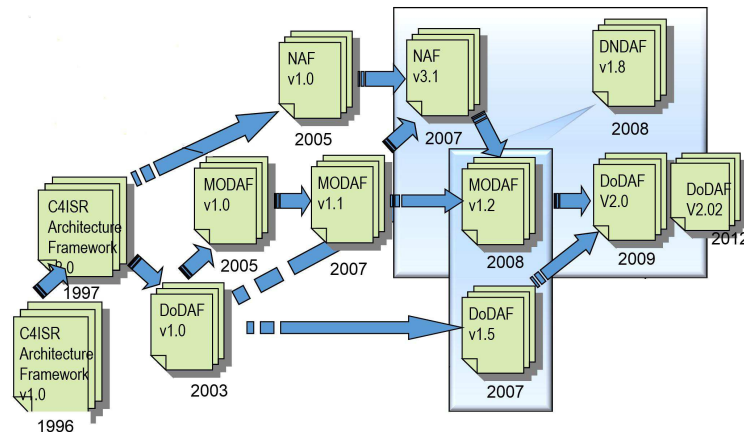 NAF
v1.0
2005
NAF
v3.1
2007
DNDAF
v1.8
2008
MODAF
v1.0
2005
MODAF
v1.1
2007
MODAF
v1.2
2008
DoDAF
V2.0
2009
DoDAF
V2.02
2012
C4ISR
Architecture
Framework
1997
DoDAF
v1.0
2003
DoDAF
v1.5
2007
C4ISR
Architecture
Framework
v1.0
1996